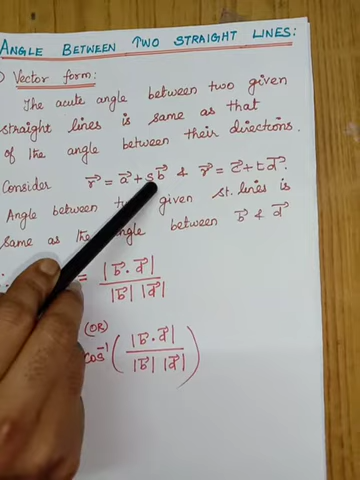 ANGLE BETWEEN TWO STRAIGHT LINES:
) Vector form:
The acute angle between two given
straight lines is same as that
of the angle between their directions.
Consider r⃗ = a⃗ + s b⃗ & r⃗ = c⃗ + t d⃗.
Angle between given st. lines is
same as the angle between b⃗ & d⃗
= |b⃗ · d⃗| / |b⃗| |d⃗|
(OR)
cos⁻¹ ( |b⃗ · d⃗| / |b⃗| |d⃗| )